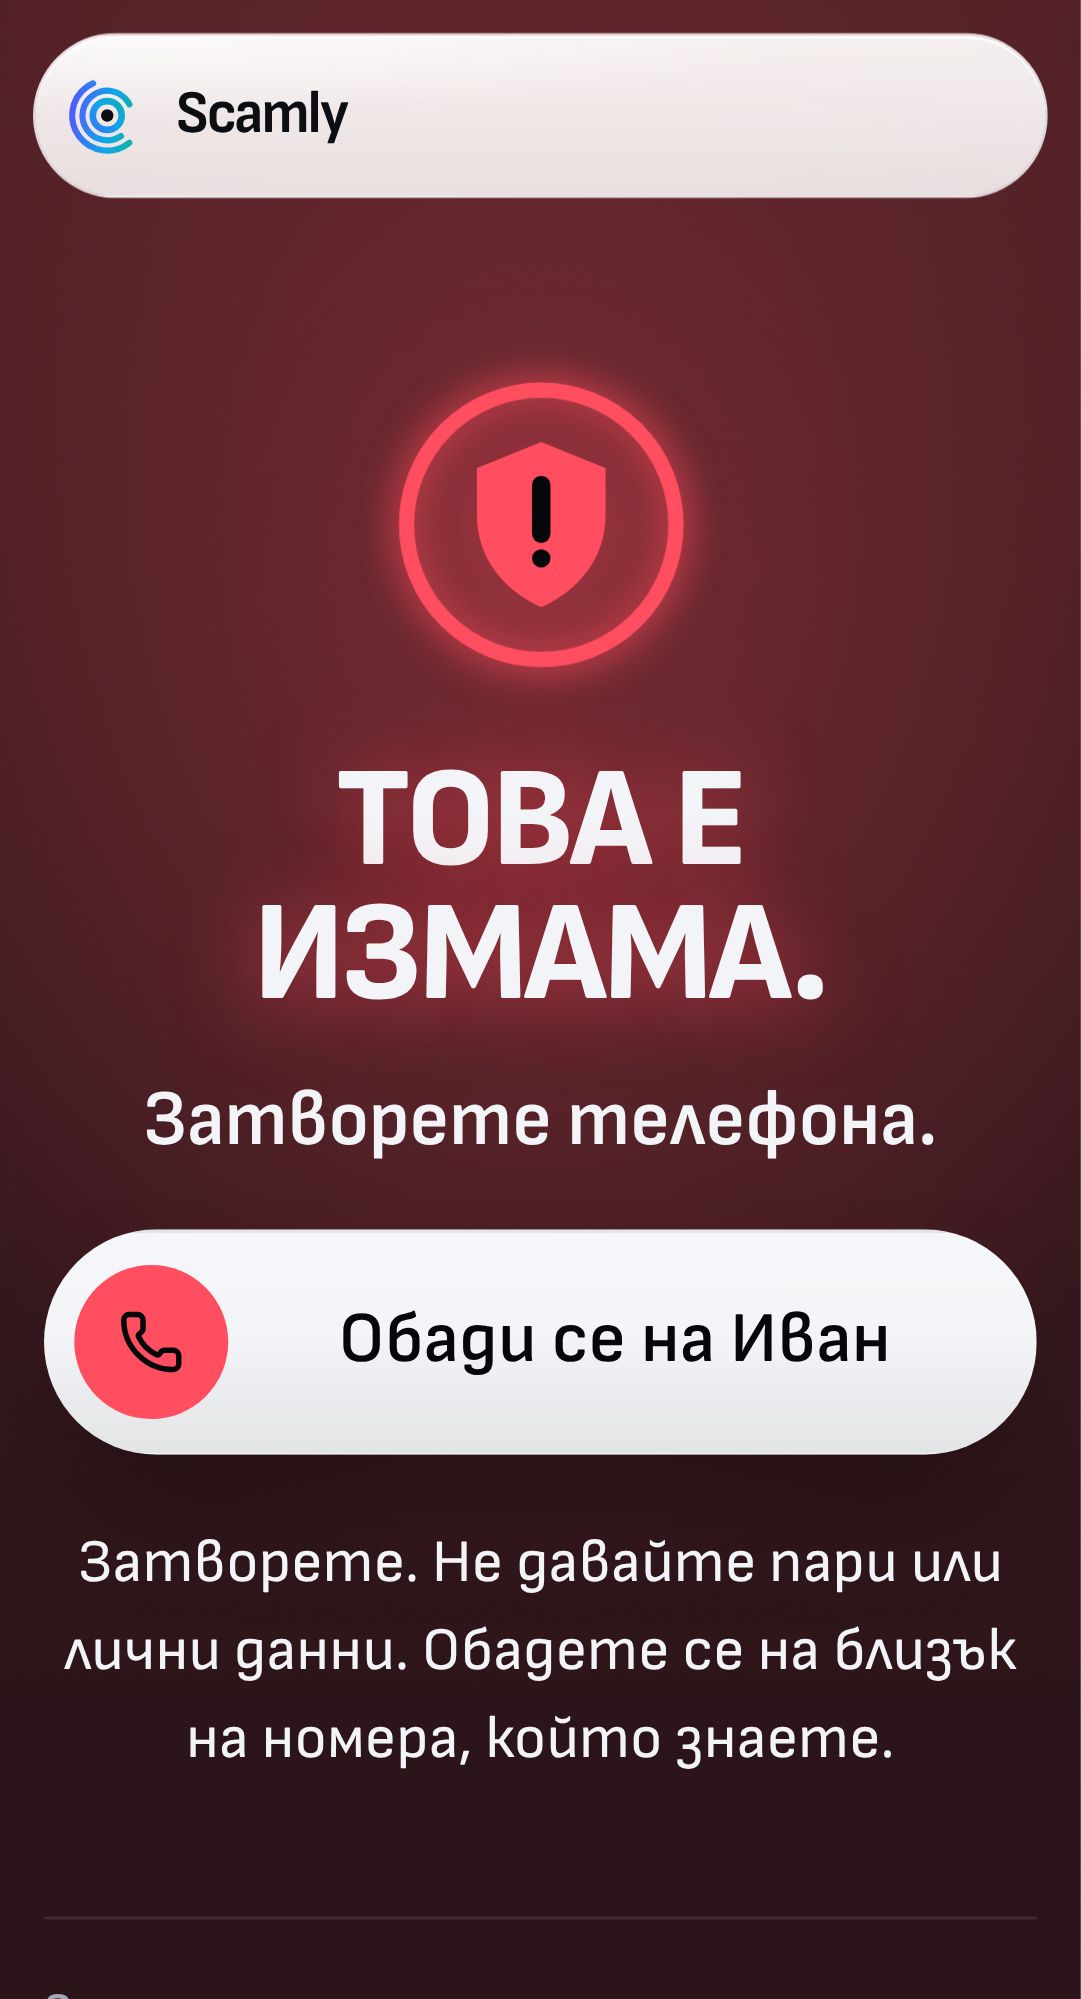 Scamly
ТОВА Е
ИЗМАМА.
Затворете телефона.
Обади се на Иван
Затворете. Не давайте пари или
лични данни. Обадете се на близък
на номера, който знаете.